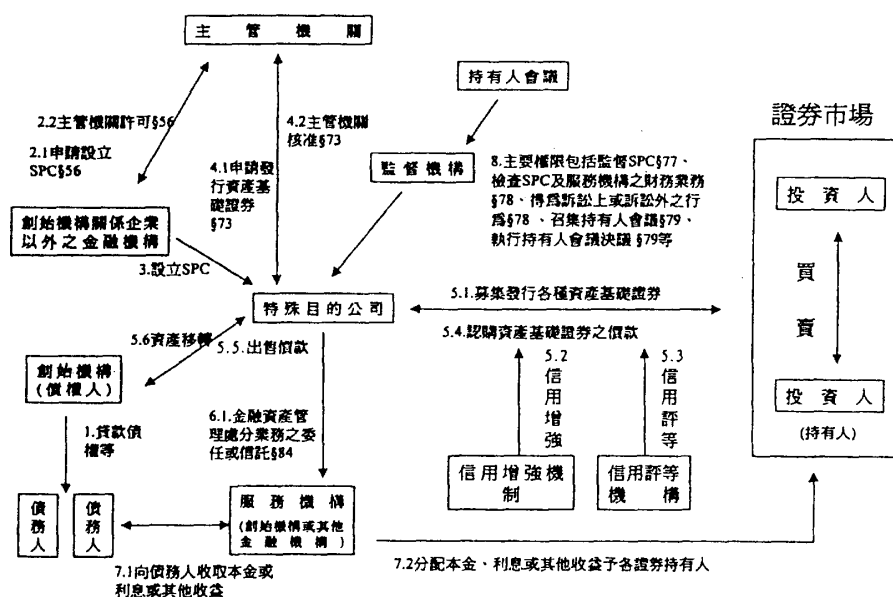 主管機關
持有人會議
證券市場
2.2主管機關許可§56
2.1申請設立
SPC§56
4.1申請發
行資產基
礎證券
§73
4.2主管機關
核准§73
監督機構
8.主要權限包括監督SPC§77、
檢查SPC及服務機構之財務業務
§78、得為訴訟上或訴訟外之行
為§78、召集持有人會議§79、
執行持有人會議決議§79等
投資人
買
賣
投資人
(持有人)
創始機構關係企業
以外之金融機構
3.設立SPC
特殊目的公司
5.1.募集發行各種資產基礎證券
5.4.認購資產基礎證券之價款
5.6資產移轉
5.5.出售價款
創始機構
(債權人)
5.2
信用增強
5.3
信用評等
1.貸款債
權等
6.1.金融資產管
理處分業務之委
任或信託§84
信用增強機
制
信用評等
機構
債務人
債務人
服務機構
(創始機構或其他
金融機構)
7.1向債務人收取本金或
利息或其他收益
7.2分配本金、利息或其他收益予各證券持有人